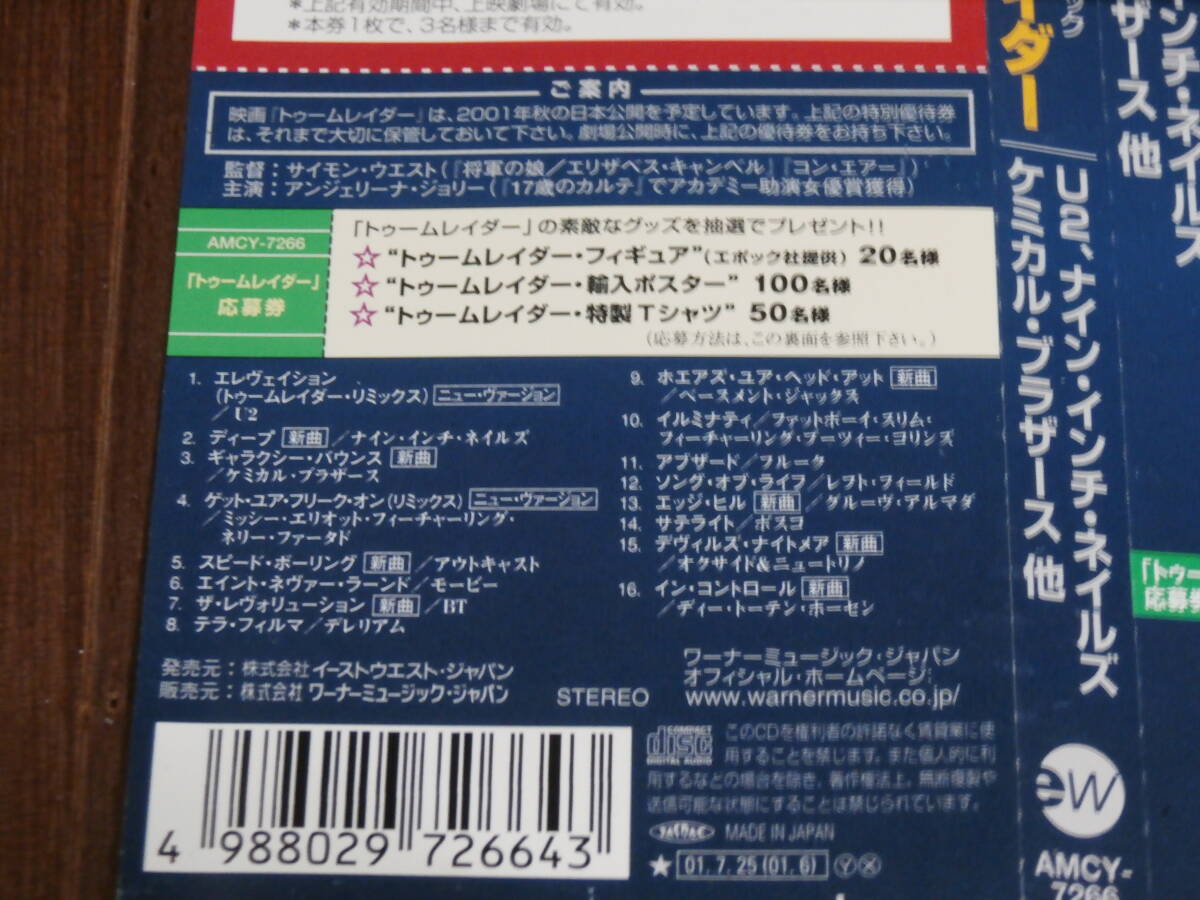 *上記有効期間中、上映劇場にて有効。
*本券1枚で、3名様まで有効。
ご案内
映画『トゥームレイダー』は、2001年秋の日本公開を予定しています。上記の特別優待券
は、それまで大切に保管しておいて下さい。劇場公開時に、上記の優待券をお持ち下さい。
監督：サイモン・ウエスト(『将軍の娘／エリザベス・キャンベル』『コン・エアー』)
主演：アンジェリーナ・ジョリー(『17歳のカルテ』でアカデミー助演女優賞獲得)
AMCY-7266
「トゥームレイダー」
応募券
「トゥームレイダー」の素敵なグッズを抽選でプレゼント!!
☆ “トゥームレイダー・フィギュア”(エポック社提供) 20名様
☆ “トゥームレイダー・輸入ポスター” 100名様
☆ “トゥームレイダー・特製Tシャツ” 50名様
(応募方法は、この裏面を参照下さい。)
1. エレヴェイション
(トゥームレイダー・リミックス) ニュー・ヴァージョン
／U2
2. ディープ 新曲／ナイン・インチ・ネイルズ
3. ギャラクシー・バウンス 新曲
／ケミカル・ブラザース
4. ゲット・ユア・フリーク・オン(リミックス) ニュー・ヴァージョン
／ミッシー・エリオット・フィーチャーリング・
ネリー・ファータド
5. スピード・ボーリング 新曲／アウトキャスト
6. エイント・ネヴァー・ラーンド／モービー
7. ザ・レヴォリューション 新曲／BT
8. テラ・フィルマ／デレリアム
9. ホエアズ・ユア・ヘッド・アット 新曲
／ベースメント・ジャックス
10. イルミナティ／ファットボーイ・スリム・
フィーチャーリング・ブーツィー・コリンズ
11. アブザード／フルーク
12. ソング・オブ・ライフ／レフトフィールド
13. エッジ・ヒル 新曲／グルーヴ・アルマダ
14. サテライト／ボスコ
15. デヴィルズ・ナイトメア 新曲
／オクサイド&ニュートリノ
16. イン・コントロール 新曲
／ディー・トーテン・ホーゼン
発売元：株式会社イーストウエスト・ジャパン
販売元：株式会社ワーナーミュージック・ジャパン
STEREO
ワーナーミュージック・ジャパン
オフィシャル・ホームページ:
www.warnermusic.co.jp/
4 988029 726643
COMPACT
disc
DIGITAL AUDIO
このCDを権利者の許諾なく賃貸業に使
用することを禁じます。また個人的に利
用するなどの場合を除き、著作権法上、無断複製や
送信可能な状態にすることは禁じられています。
MADE IN JAPAN
★ 01.7.25(01.6) Ⓨ Ⓧ
ック
イダー
U2、ナイン・インチ・ネイルズ
ケミカル・ブラザース 他
eW
AMCY-
7266
インチ・ネイルズ
ザース 他
「トゥー
応募券